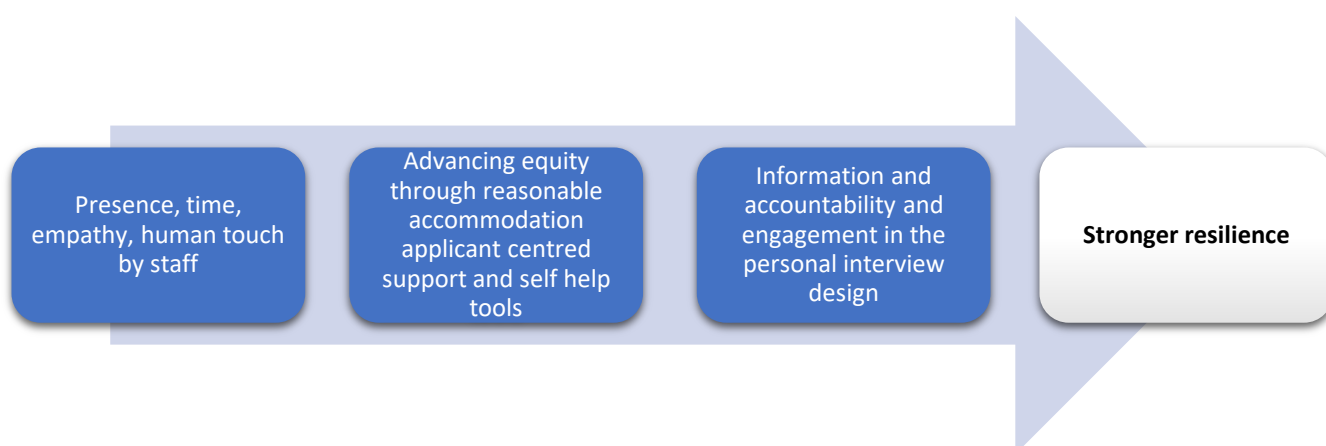 Presence, time,
empathy, human touch
by staff
Advancing equity
through reasonable
accommodation
applicant centred
support and self help
tools
Information and
accountability and
engagement in the
personal interview
design
Stronger resilience